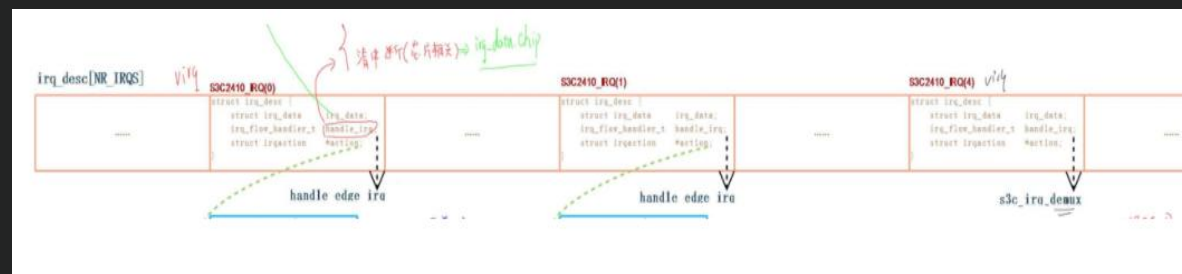 清中断(芯片相关)⇒ irq_data.chip
irq_desc[NR_IRQS] virq S3C2410_IRQ(0) S3C2410_IRQ(1) S3C2410_IRQ(4) virq
struct irq_desc { struct irq_desc { struct irq_desc {
struct irq_data irq_data; struct irq_data irq_data; struct irq_data irq_data;
...... irq_flow_handler_t handle_irq; ...... irq_flow_handler_t handle_irq; ...... irq_flow_handler_t handle_irq; ......
struct irqaction *action; struct irqaction *action; struct irqaction *action;
} } }
handle edge irq handle edge irq s3c_irq_demux